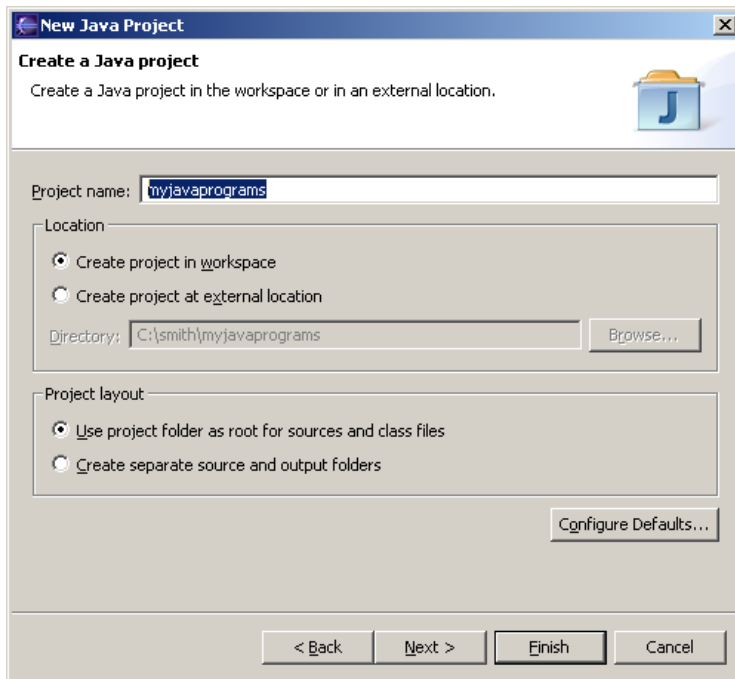 New Java Project
Create a Java project
Create a Java project in the workspace or in an external location.
J
Project name: myjavaprograms
Location
Create project in workspace
Create project at external location
Directory: C:\smith\myjavaprograms Browse...
Project layout
Use project folder as root for sources and class files
Create separate source and output folders
Configure Defaults...
< Back Next > Finish Cancel